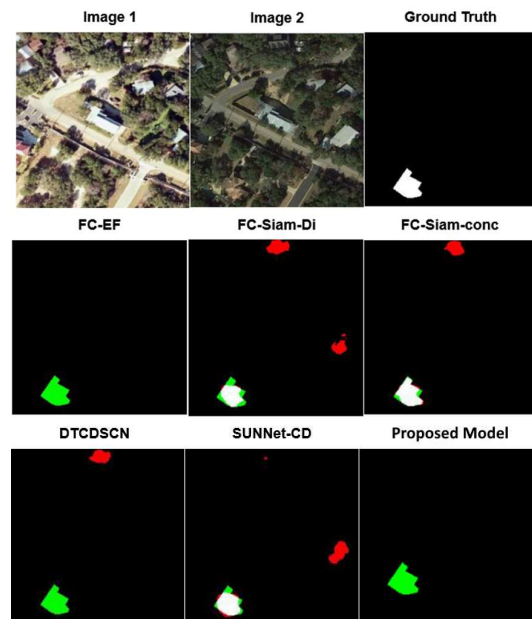 Image 1 Image 2 Ground Truth
FC-EF FC-Siam-Di FC-Siam-conc
DTCDSCN SUNNet-CD Proposed Model